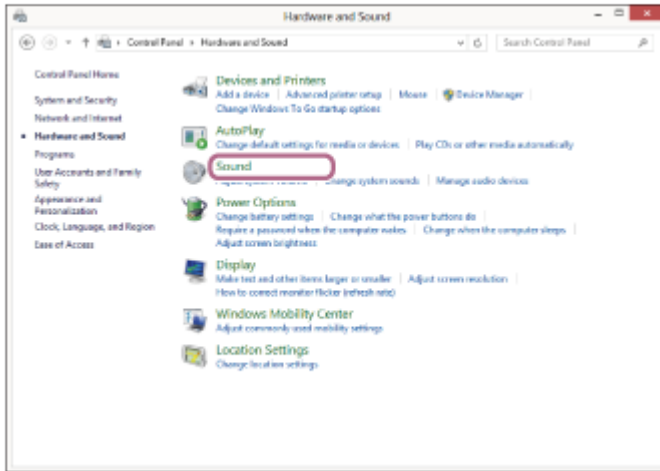 Hardware and Sound
Control Panel Hardware and Sound
Search Control Panel
Control Panel Home
System and Security
Network and Internet
Hardware and Sound
Programs
User Accounts and Family
Safety
Appearance and
Personalization
Clock, Language, and Region
Ease of Access
Devices and Printers
Add a device Advanced printer setup Mouse Device Manager
Change Windows To Go startup options
AutoPlay
Change default settings for media or devices Play CDs or other media automatically
Sound
Change system sounds Manage audio devices
Power Options
Change battery settings Change what the power buttons do
Require a password when the computer wakes Change when the computer sleeps
Adjust screen brightness
Display
Make text and other items larger or smaller Adjust screen resolution
How to correct monitor flicker (refresh rate)
Windows Mobility Center
Adjust commonly used mobility settings
Location Settings
Change location settings